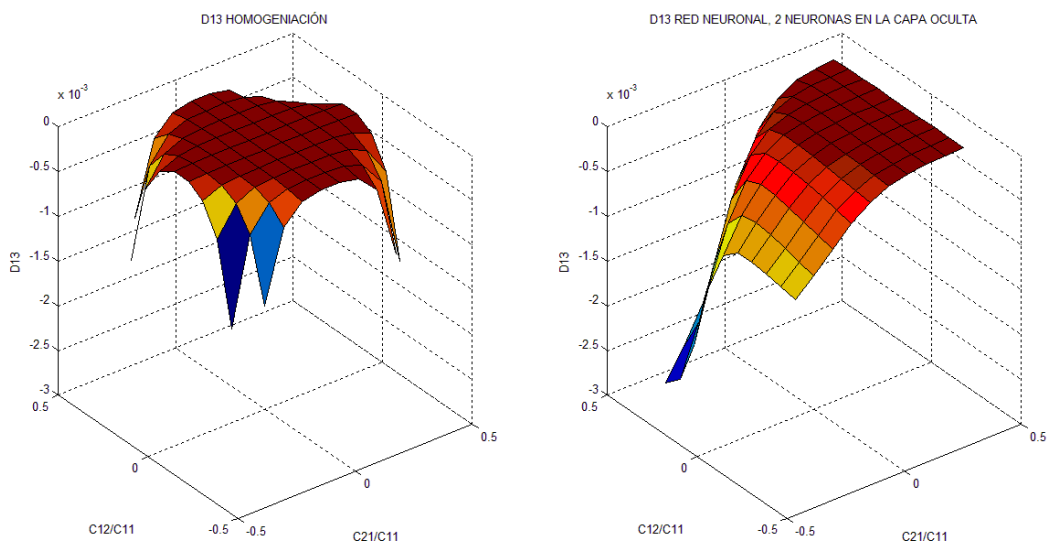 D13 HOMOGENIACIÓN
x 10^-3
0
-0.5
-1
-1.5
-2
-2.5
-3
D13
0.5
0
-0.5
C12/C11
-0.5
0
0.5
C21/C11
D13 RED NEURONAL, 2 NEURONAS EN LA CAPA OCULTA
x 10^-3
0
-0.5
-1
-1.5
-2
-2.5
-3
D13
0.5
0
-0.5
C12/C11
-0.5
0
0.5
C21/C11